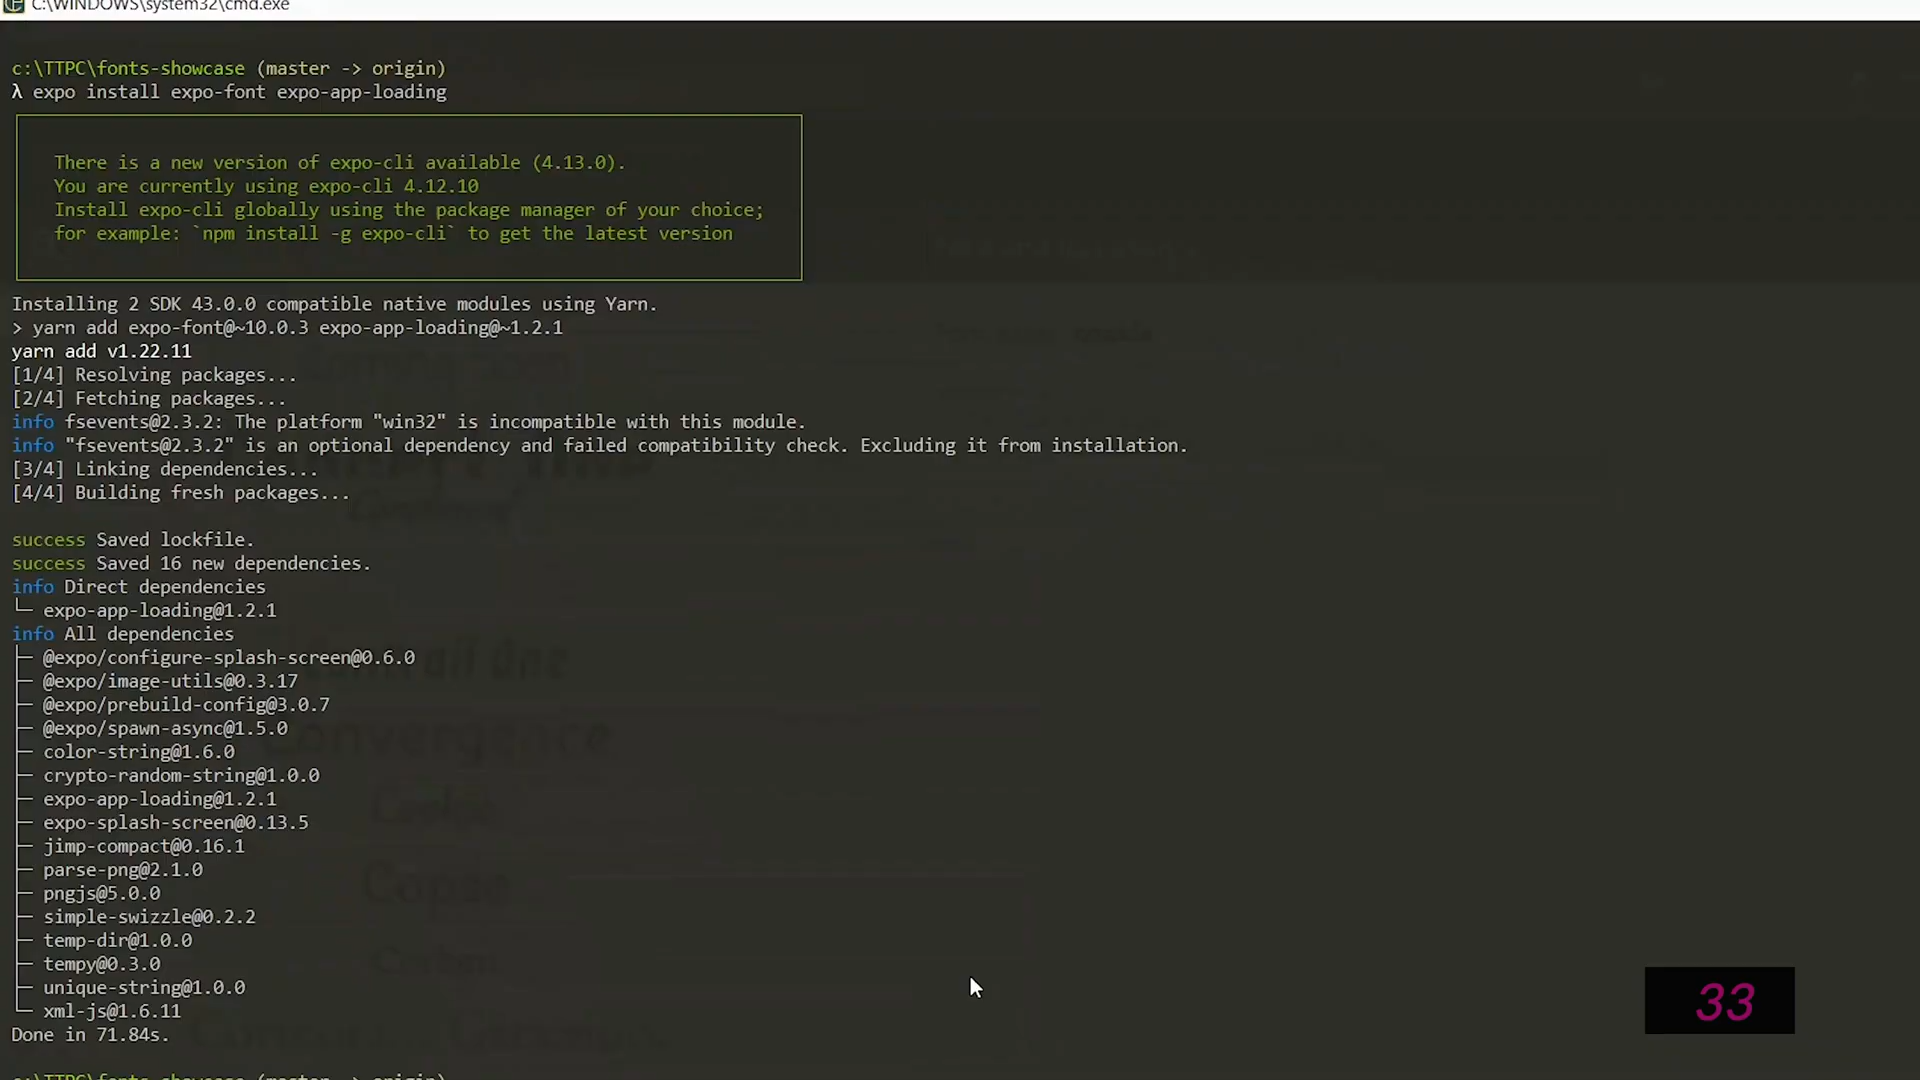 C:\WINDOWS\system32\cmd.exe
c:\TTPC\fonts-showcase (master -> origin)
λ expo install expo-font expo-app-loading
There is a new version of expo-cli available (4.13.0).
You are currently using expo-cli 4.12.10
Install expo-cli globally using the package manager of your choice;
for example: `npm install -g expo-cli` to get the latest version
Installing 2 SDK 43.0.0 compatible native modules using Yarn.
> yarn add expo-font@~10.0.3 expo-app-loading@~1.2.1
yarn add v1.22.11
[1/4] Resolving packages...
[2/4] Fetching packages...
info fsevents@2.3.2: The platform "win32" is incompatible with this module.
info "fsevents@2.3.2" is an optional dependency and failed compatibility check. Excluding it from installation.
[3/4] Linking dependencies...
[4/4] Building fresh packages...
success Saved lockfile.
success Saved 16 new dependencies.
info Direct dependencies
└─ expo-app-loading@1.2.1
info All dependencies
├─ @expo/configure-splash-screen@0.6.0
├─ @expo/image-utils@0.3.17
├─ @expo/prebuild-config@3.0.7
├─ @expo/spawn-async@1.5.0
├─ color-string@1.6.0
├─ crypto-random-string@1.0.0
├─ expo-app-loading@1.2.1
├─ expo-splash-screen@0.13.5
├─ jimp-compact@0.16.1
├─ parse-png@2.1.0
├─ pngjs@5.0.0
├─ simple-swizzle@0.2.2
├─ temp-dir@1.0.0
├─ tempy@0.3.0
├─ unique-string@1.0.0
└─ xml-js@1.6.11
Done in 71.84s.
c:\TTPC\fonts-showcase (master -> origin)
33
Convergence
Copse